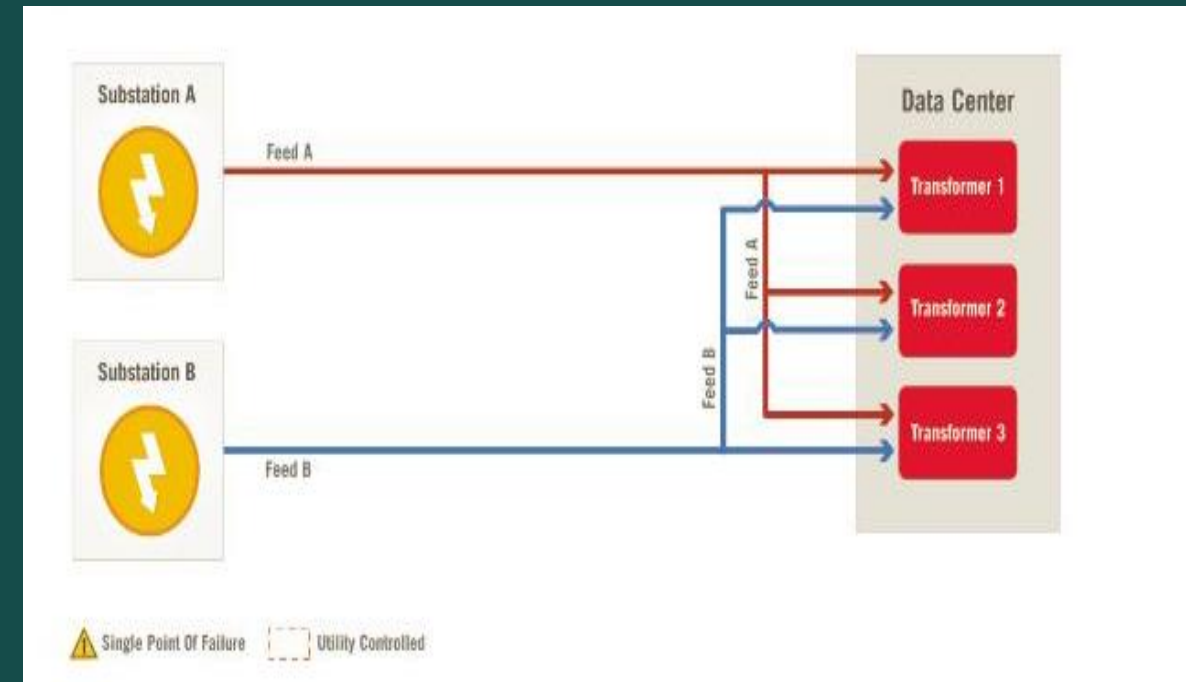 Substation A
Data Center
Feed A
Transformer 1
Feed A
Transformer 2
Substation B
Feed B
Transformer 3
Feed B
Single Point Of Failure
Utility Controlled